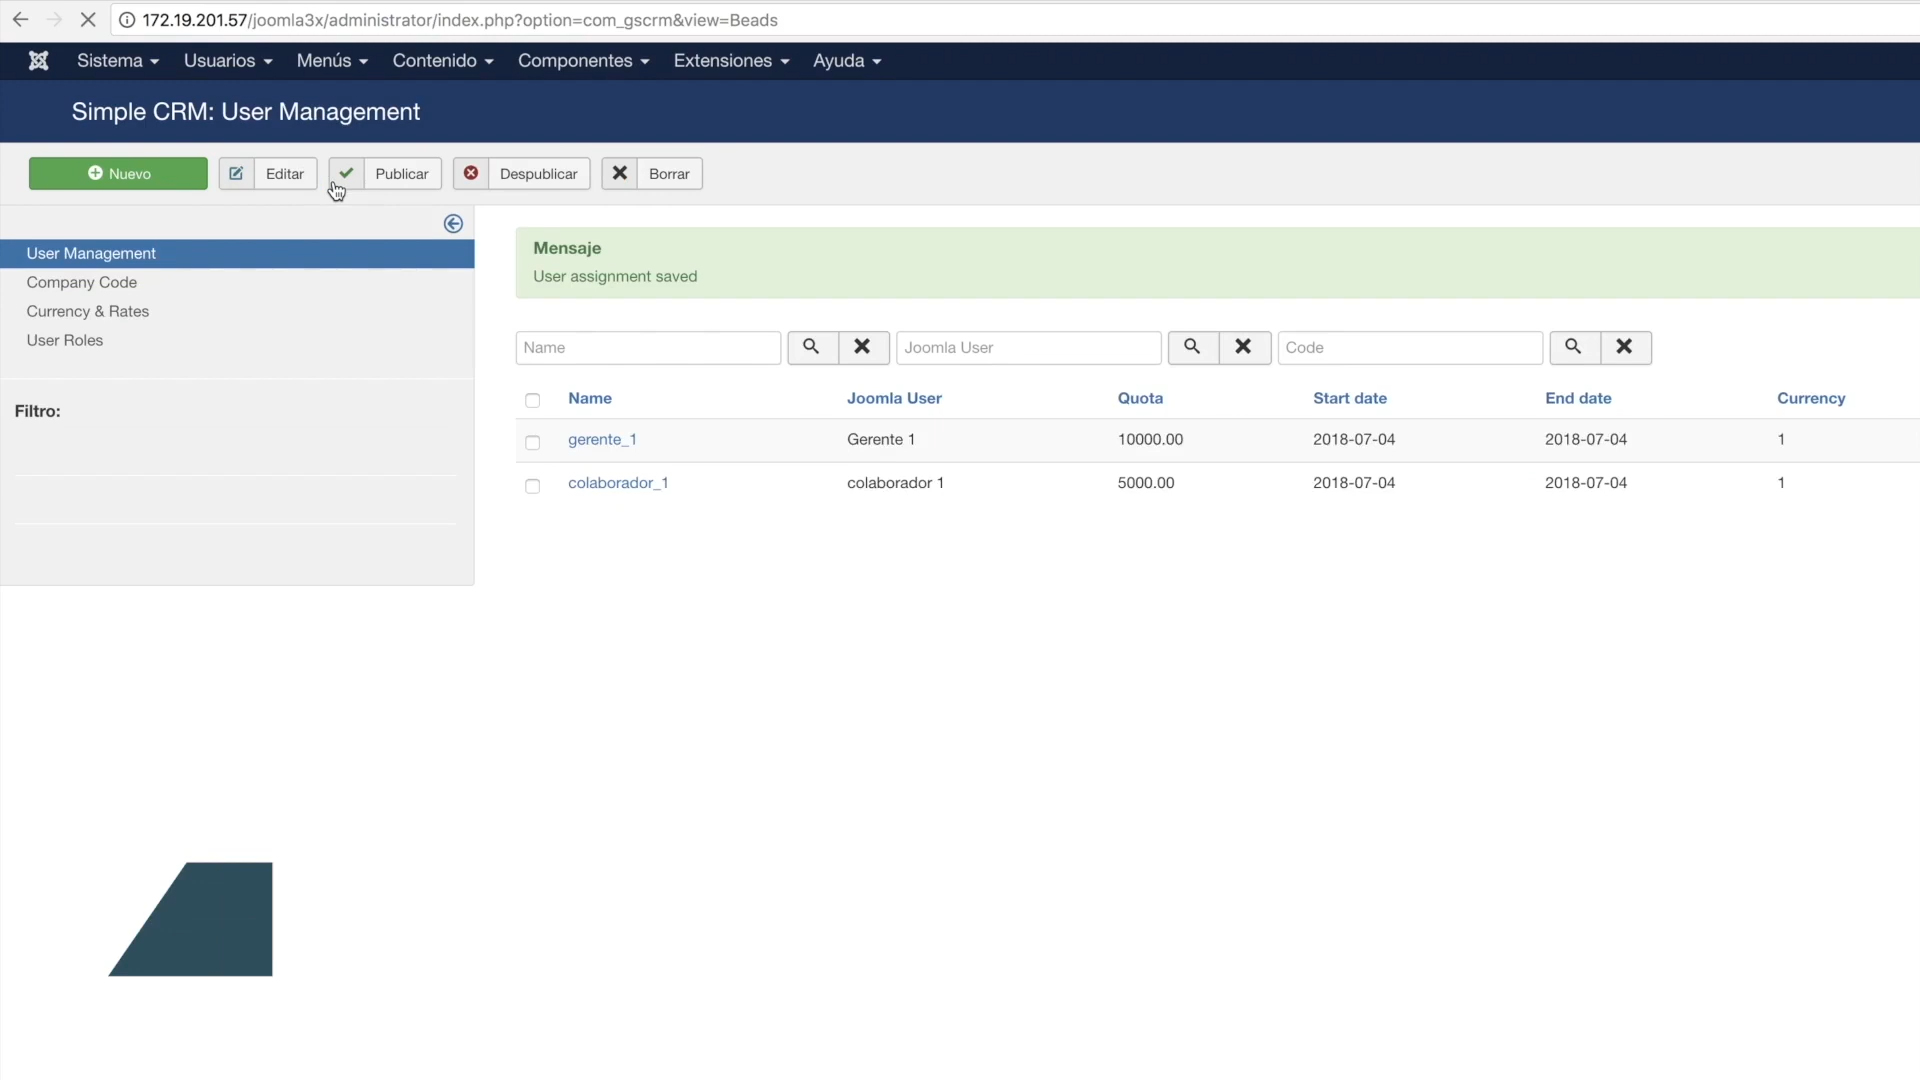 172.19.201.57/joomla3x/administrator/index.php?option=com_gscrm&view=Beads
Sistema Usuarios Menús Contenido Componentes Extensiones Ayuda
Simple CRM: User Management
Nuevo Editar Publicar Despublicar Borrar
User Management
Company Code
Currency & Rates
User Roles
Filtro:
Mensaje
User assignment saved
Name Joomla User Code
Name Joomla User Quota Start date End date Currency
gerente_1 Gerente 1 10000.00 2018-07-04 2018-07-04 1
colaborador_1 colaborador 1 5000.00 2018-07-04 2018-07-04 1